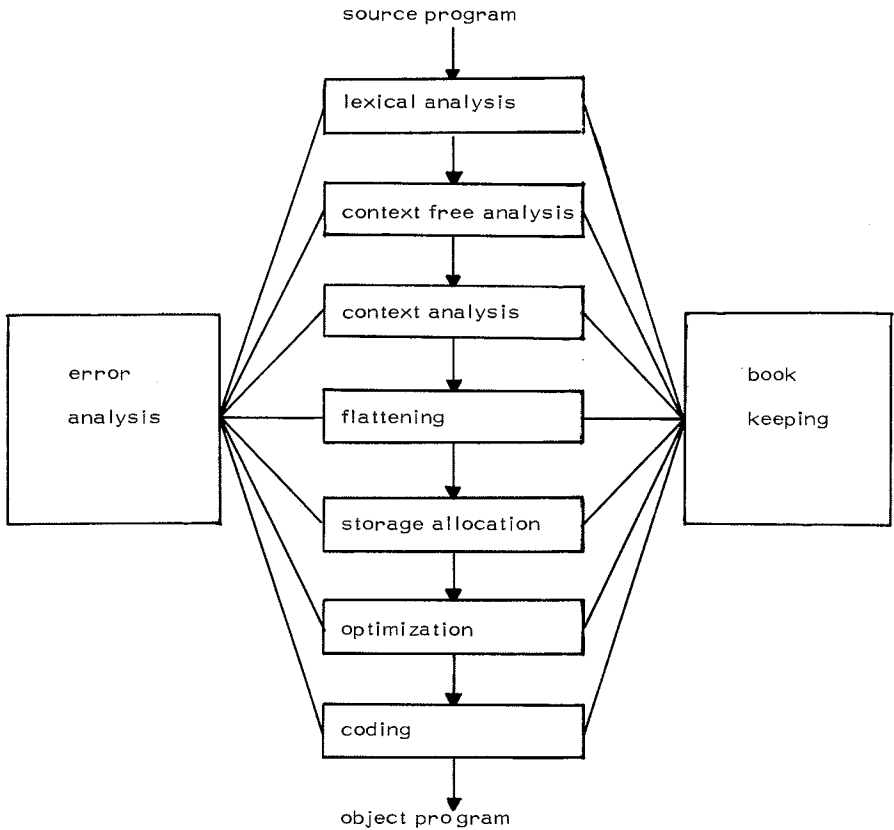 source program
lexical analysis
context free analysis
context analysis
error
analysis
flattening
book
keeping
storage allocation
optimization
coding
object program